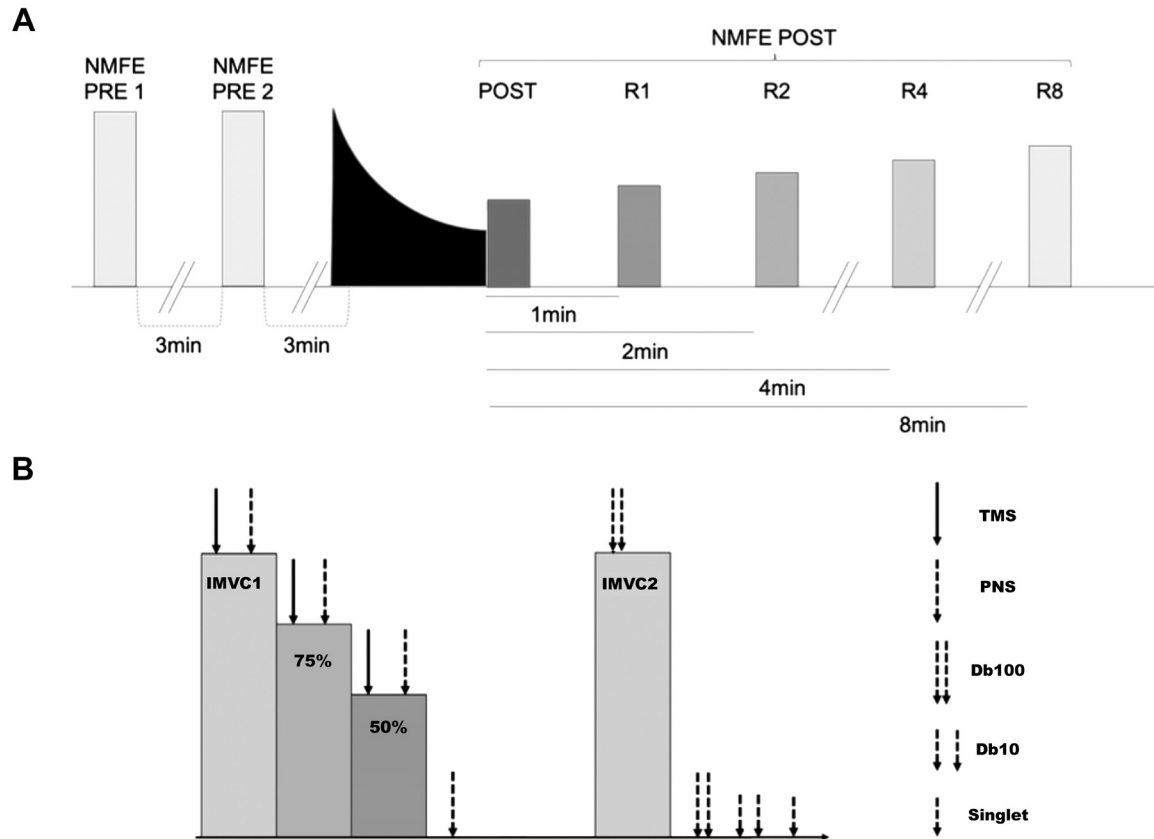 A
NMFE POST
NMFE
PRE 1
NMFE
PRE 2
POST
R1
R2
R4
R8
3min
3min
1min
2min
4min
8min
B
IMVC1
75%
50%
IMVC2
TMS
PNS
Db100
Db10
Singlet